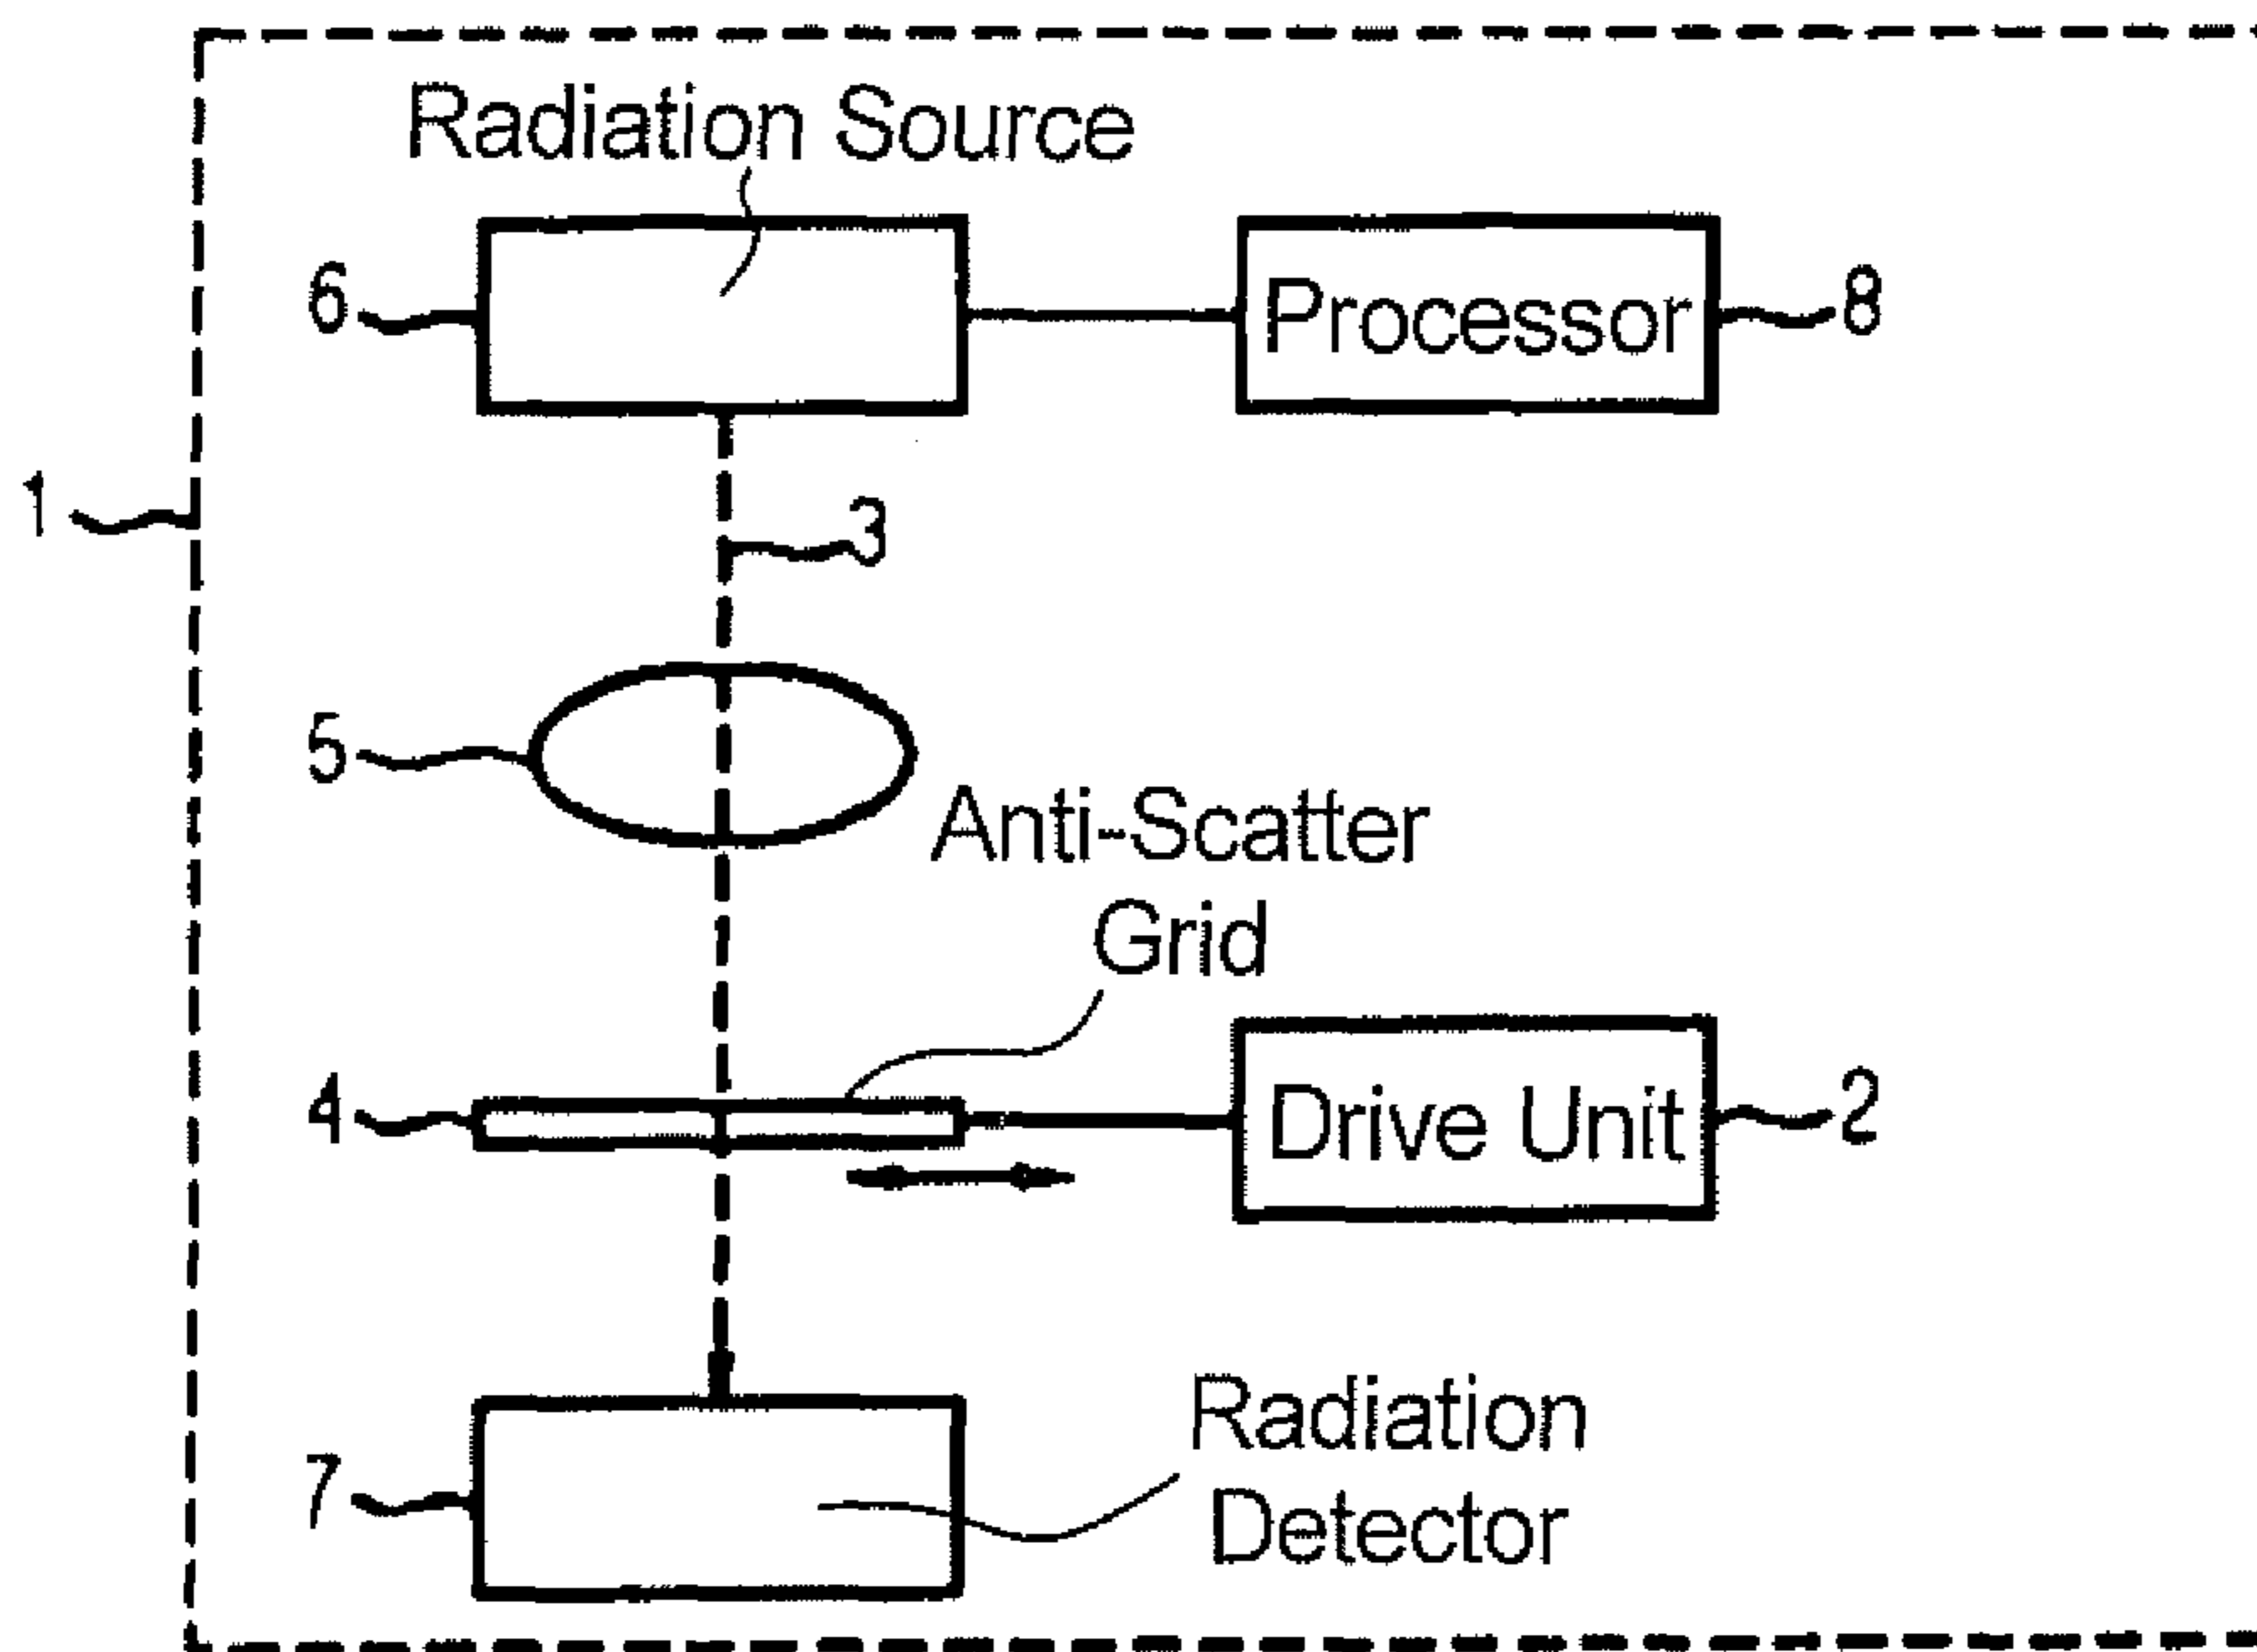 Radiation Source
6
Processor
8
1
3
5
Anti-Scatter
Grid
4
Drive Unit
2
7
Radiation
Detector